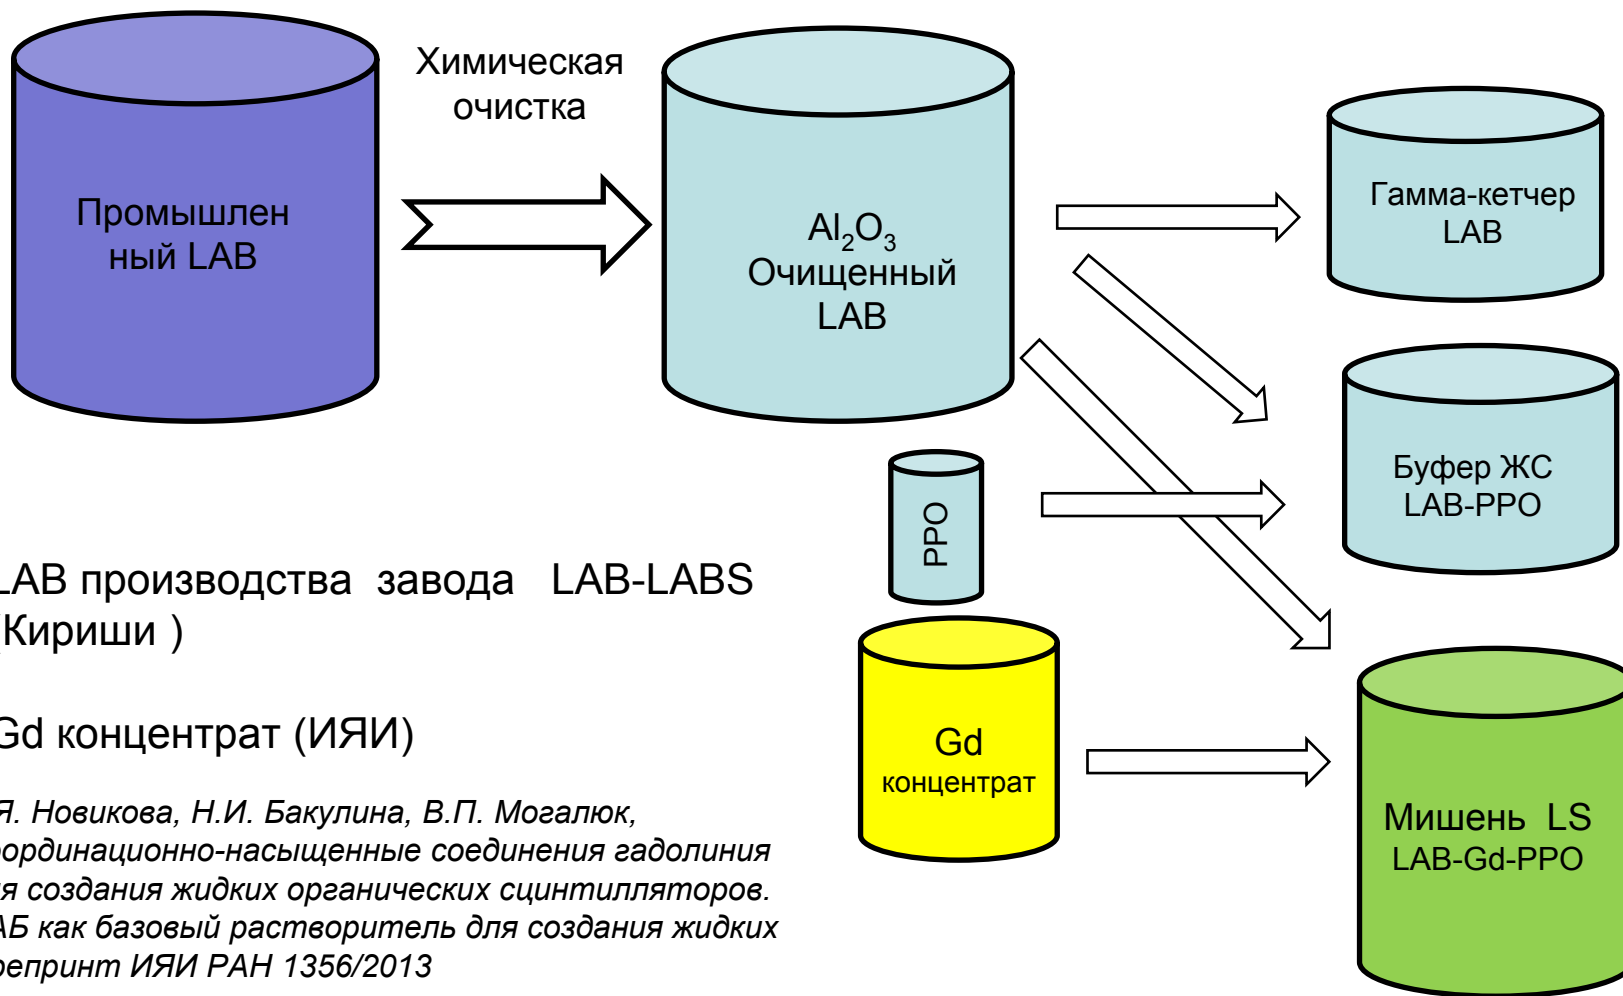 Химическая
очистка
Промышлен
ный LAB
Al₂O₃
Очищенный
LAB
Гамма-кетчер
LAB
Буфер ЖС
LAB-PPO
PPO
LAB производства завода LAB-LABS
(Кириши )
Gd концентрат (ИЯИ)
Gd
концентрат
Мишень LS
LAB-Gd-PPO
Я. Новикова, Н.И. Бакулина, В.П. Могалюк,
ординационно-насыщенные соединения гадолиния
я создания жидких органических сцинтилляторов.
АБ как базовый растворитель для создания жидких
репринт ИЯИ РАН 1356/2013